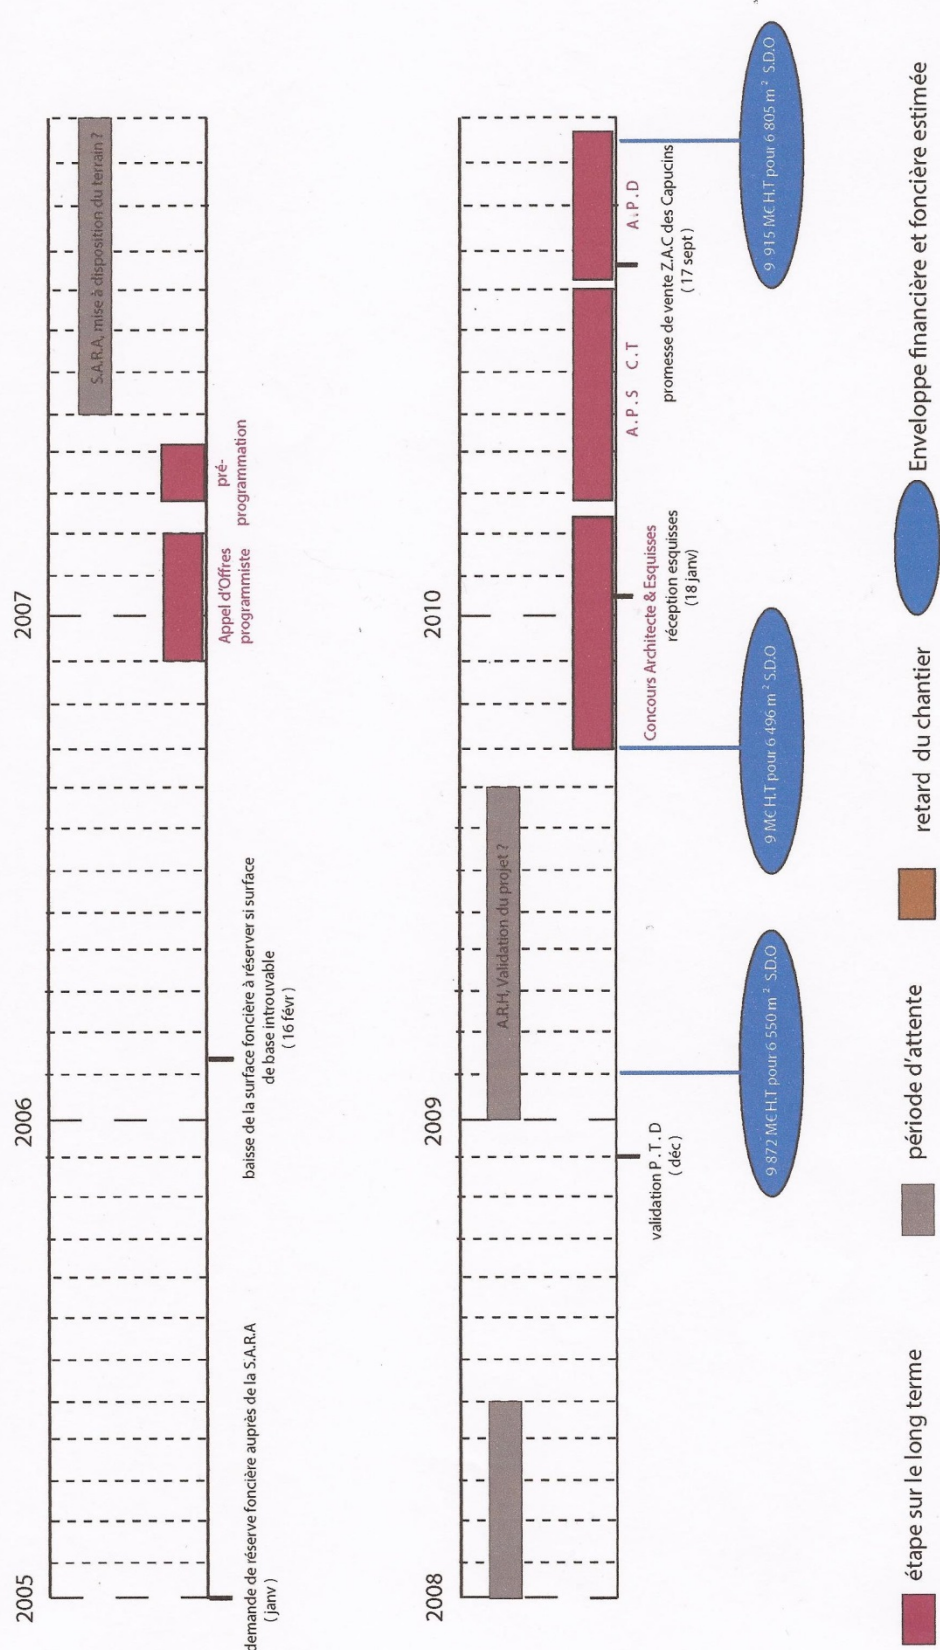 2005
2006
2007
S.A.R.A, mise à disposition du terrain ?
demande de réserve foncière auprès de la S.A.R.A
( janv )
baisse de la surface foncière à réserver si surface
de base introuvable
( 16 févr )
Appel d'Offres
programmiste
pré-
programmation
2008
2009
2010
A.R.H, Validation du projet ?
validation P . T . D
( déc )
Concours Architecte & Esquisses
réception esquisses
(18 janv)
A . P . S C . T
A . P . D
promesse de vente Z.A.C des Capucins
( 17 sept )
9 872 M€ H.T pour 6 550 m² S.D.O
9 M€ H.T pour 6 496 m² S.D.O
9 915 M€ H.T pour 6 805 m² S.D.O
étape sur le long terme
période d'attente
retard du chantier
Enveloppe financière et foncière estimée